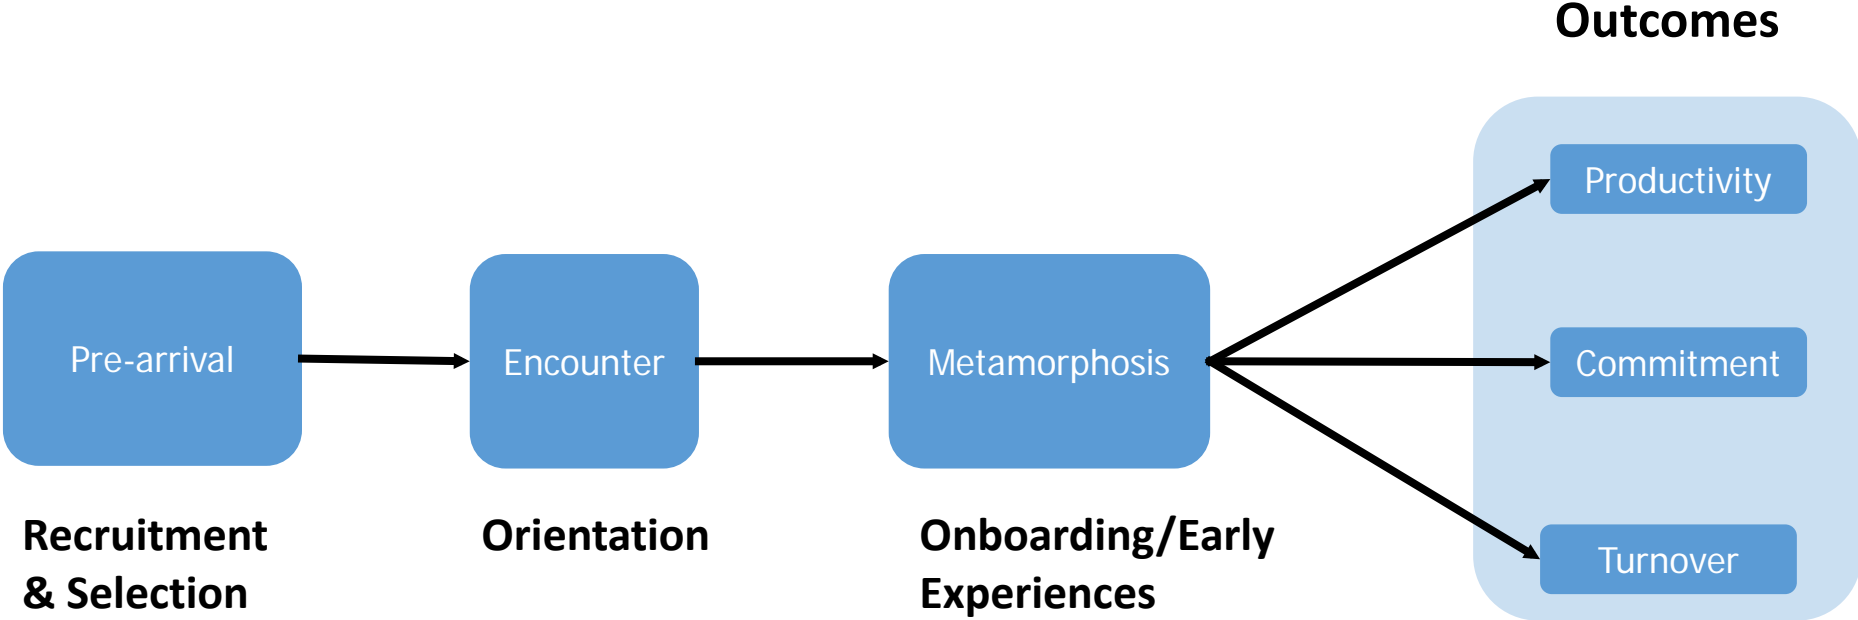 Outcomes
Productivity
Pre-arrival
Encounter
Metamorphosis
Commitment
Turnover
Recruitment
& Selection
Orientation
Onboarding/Early
Experiences